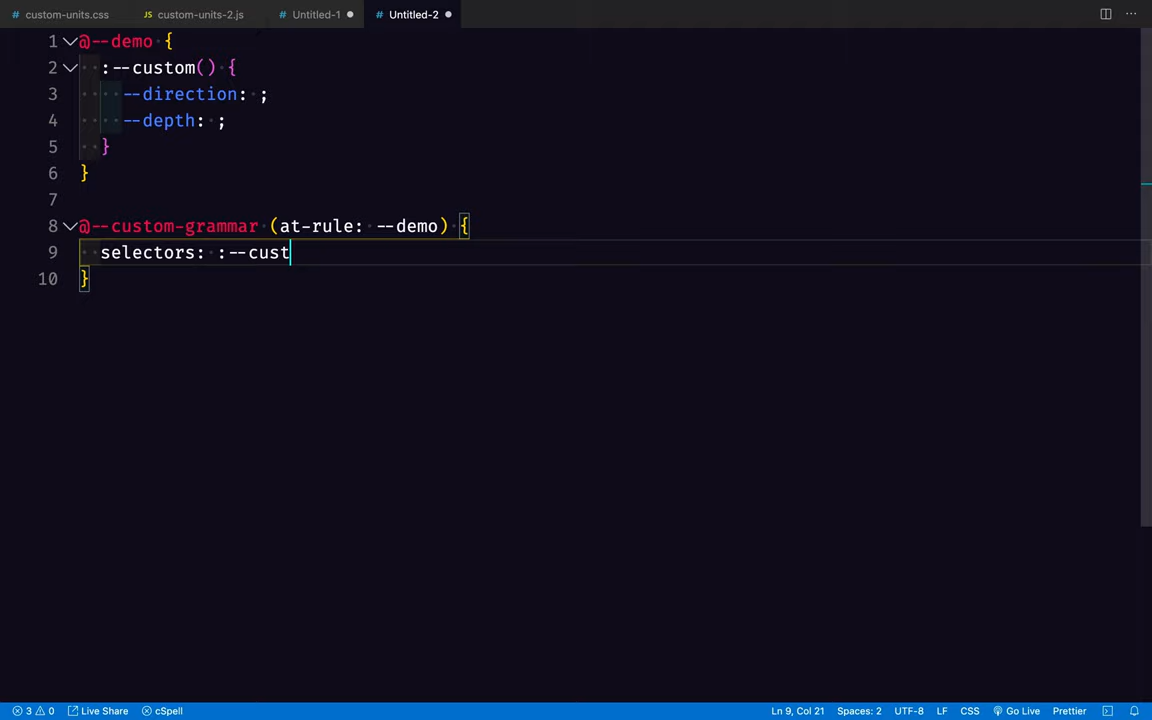 # custom-units.css JS custom-units-2.js # Untitled-1 # Untitled-2 ...
1 @--demo {
2 :--custom() {
3 --direction: ;
4 --depth: ;
5 }
6 }
7
8 @--custom-grammar (at-rule: --demo) {
9 selectors: :--cust
10 }
3 0 Live Share cSpell Ln 9, Col 21 Spaces: 2 UTF-8 LF CSS Go Live Prettier